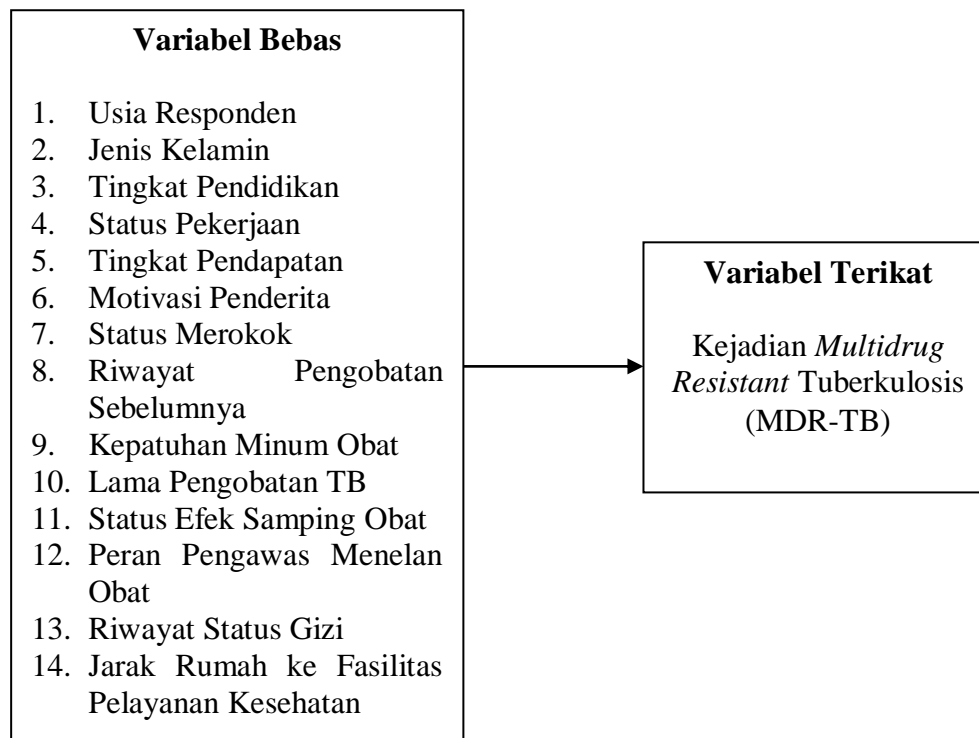 Variabel Bebas
1. Usia Responden
2. Jenis Kelamin
3. Tingkat Pendidikan
4. Status Pekerjaan
5. Tingkat Pendapatan
6. Motivasi Penderita
7. Status Merokok
8. Riwayat Pengobatan
Sebelumnya
9. Kepatuhan Minum Obat
10. Lama Pengobatan TB
11. Status Efek Samping Obat
12. Peran Pengawas Menelan
Obat
13. Riwayat Status Gizi
14. Jarak Rumah ke Fasilitas
Pelayanan Kesehatan
Variabel Terikat
Kejadian Multidrug
Resistant Tuberkulosis
(MDR-TB)